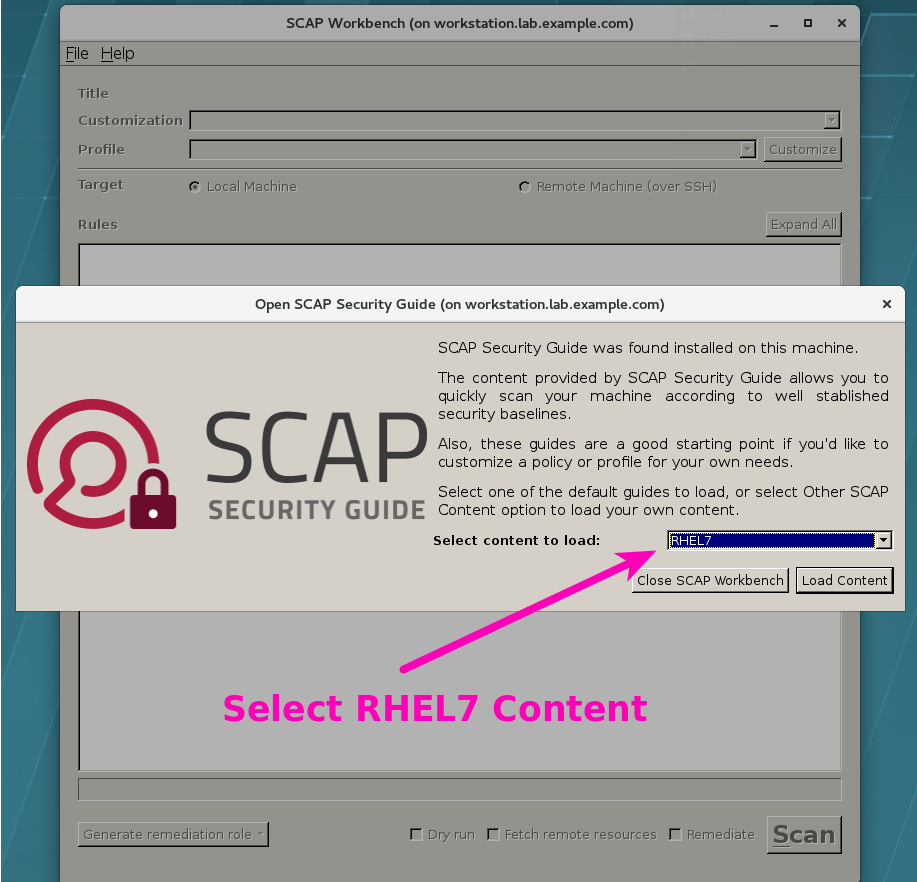 SCAP Workbench (on workstation.lab.example.com)
File Help
Title
Customization
Profile
Customize
Target
Local Machine
Remote Machine (over SSH)
Rules
Expand All
Open SCAP Security Guide (on workstation.lab.example.com)
SCAP
SECURITY GUIDE
SCAP Security Guide was found installed on this machine.
The content provided by SCAP Security Guide allows you to
quickly scan your machine according to well stablished
security baselines.
Also, these guides are a good starting point if you'd like to
customize a policy or profile for your own needs.
Select one of the default guides to load, or select Other SCAP
Content option to load your own content.
Select content to load:
RHEL7
Close SCAP Workbench
Load Content
Select RHEL7 Content
Generate remediation role
Dry run
Fetch remote resources
Remediate
Scan